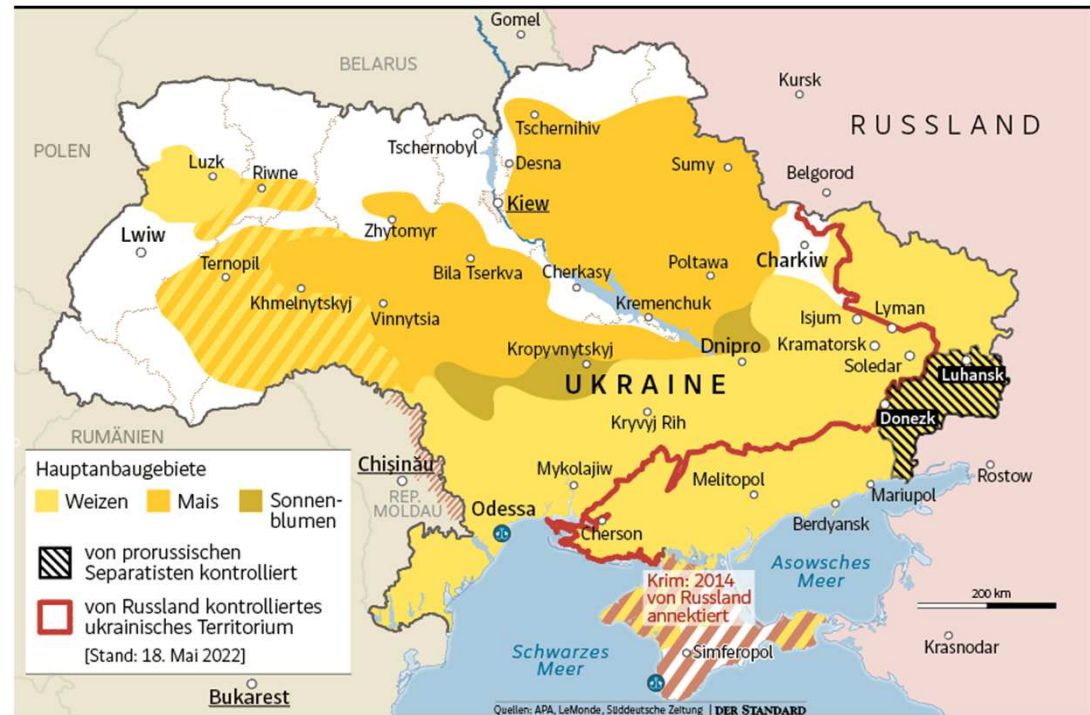 Gomel
BELARUS
Kursk
RUSSLAND
POLEN
Tschernihiv
Tschernobyl
Desna
Sumy
Luzk
Riwne
Belgorod
Kiew
Lwiw
Zhytomyr
Charkiw
Ternopil
Bila Tserkva
Cherkasy
Poltawa
Khmelnytskyj
Vinnytsia
Kremenchuk
Isjum
Lyman
Kropyvnytskyj
Dnipro
Kramatorsk
Soledar
UKRAINE
Luhansk
Donezk
Kryvyj Rih
RUMÄNIEN
Hauptanbaugebiete
Weizen
Mais
Sonnen-
blumen
von prorussischen
Separatisten kontrolliert
von Russland kontrolliertes
ukrainisches Territorium
[Stand: 18. Mai 2022]
Chişinău
REP.
MOLDAU
Mykolajiw
Melitopol
Rostow
Mariupol
Odessa
Cherson
Berdyansk
Asowsches
Meer
Krim: 2014
von Russland
annektiert
200 km
Krasnodar
Schwarzes
Meer
Simferopol
Bukarest
Quellen: APA, LeMonde, Süddeutsche Zeitung | DER STANDARD